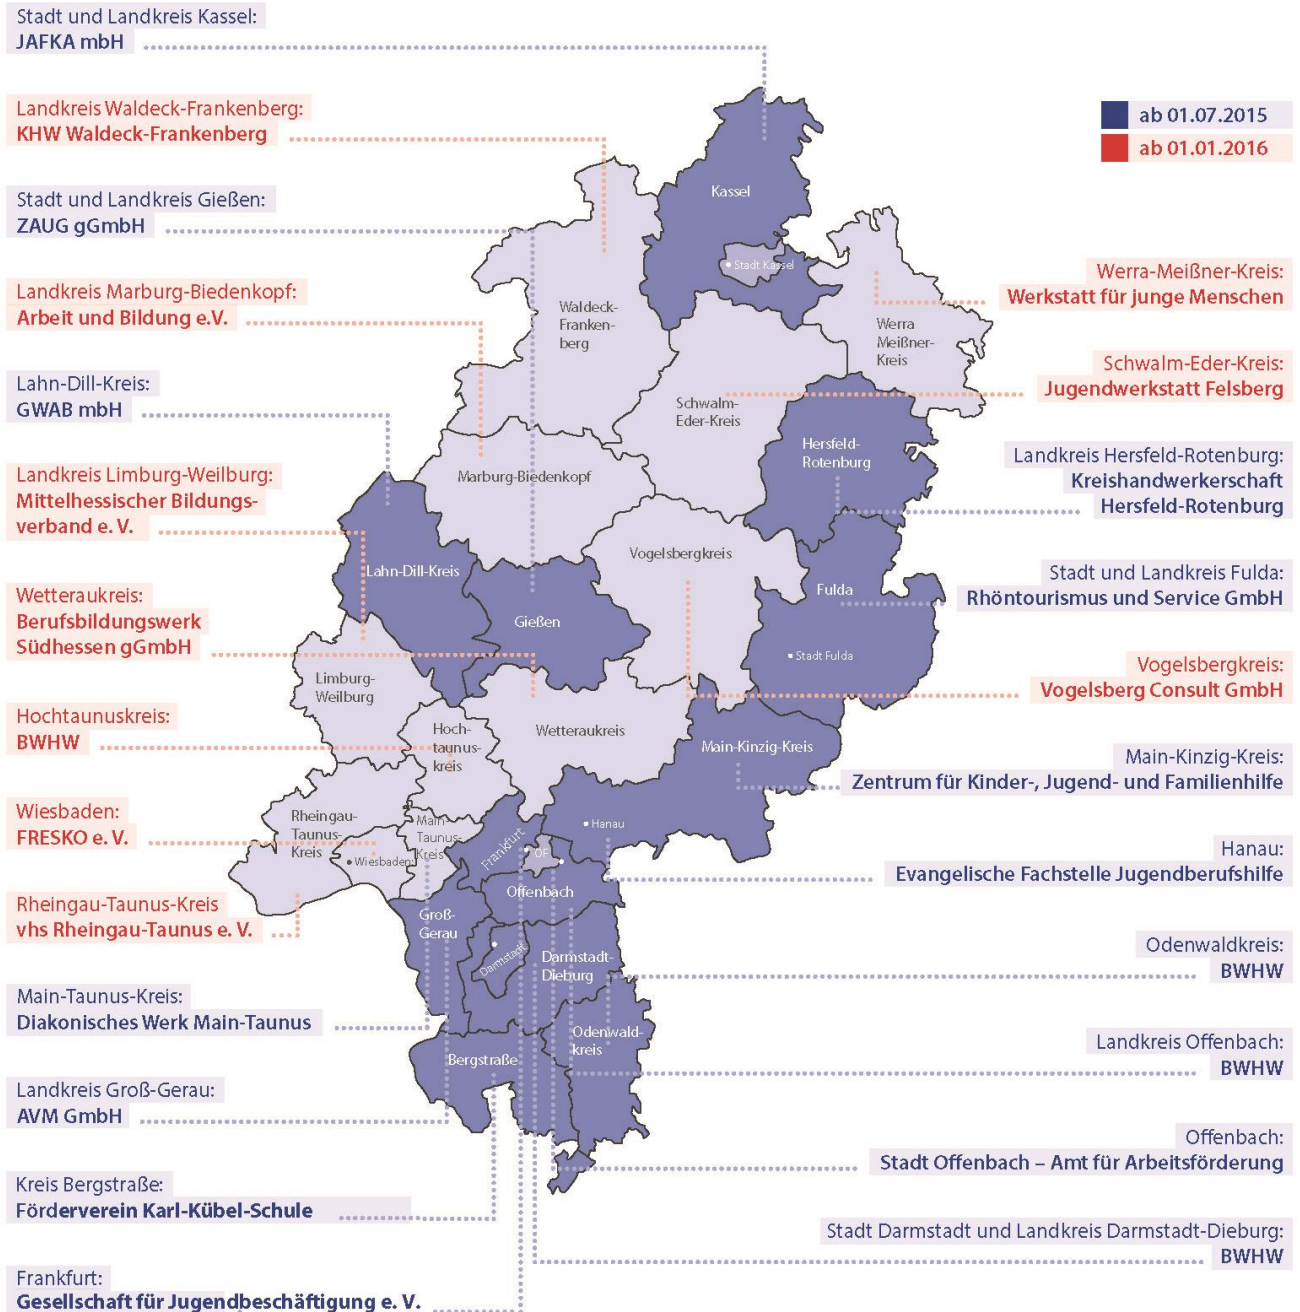 Stadt und Landkreis Kassel:
JAFKA mbH
Landkreis Waldeck-Frankenberg:
KHW Waldeck-Frankenberg
Stadt und Landkreis Gießen:
ZAUG gGmbH
Landkreis Marburg-Biedenkopf:
Arbeit und Bildung e.V.
Lahn-Dill-Kreis:
GWAB mbH
Landkreis Limburg-Weilburg:
Mittelhessischer Bildungs-
verband e. V.
Wetteraukreis:
Berufsbildungswerk
Südhessen gGmbH
Hochtaunuskreis:
BWHW
Wiesbaden:
FRESKO e. V.
Rheingau-Taunus-Kreis
vhs Rheingau-Taunus e. V.
Main-Taunus-Kreis:
Diakonisches Werk Main-Taunus
Landkreis Groß-Gerau:
AVM GmbH
Kreis Bergstraße:
Förderverein Karl-Kübel-Schule
Frankfurt:
Gesellschaft für Jugendbeschäftigung e. V.
Kassel
Stadt Kassel
Waldeck-
Franken-
berg
Werra
Meißner-
Kreis
Schwalm-
Eder-Kreis
Hersfeld-
Rotenburg
Marburg-Biedenkopf
Vogelsbergkreis
Lahn-Dill-Kreis
Gießen
Fulda
Stadt Fulda
Limburg-
Weilburg
Hoch-
taunus-
kreis
Wetteraukreis
Main-Kinzig-Kreis
Hanau
Rheingau-
Taunus-
Kreis
Wiesbaden
Main-
Taunus-
Kreis
Frankfurt
OF
Offenbach
Groß-
Gerau
Darmstadt
Darmstadt-
Dieburg
Odenwald-
kreis
Bergstraße
ab 01.07.2015
ab 01.01.2016
Werra-Meißner-Kreis:
Werkstatt für junge Menschen
Schwalm-Eder-Kreis:
Jugendwerkstatt Felsberg
Landkreis Hersfeld-Rotenburg:
Kreishandwerkerschaft
Hersfeld-Rotenburg
Stadt und Landkreis Fulda:
Rhöntourismus und Service GmbH
Vogelsbergkreis:
Vogelsberg Consult GmbH
Main-Kinzig-Kreis:
Zentrum für Kinder-, Jugend- und Familienhilfe
Hanau:
Evangelische Fachstelle Jugendberufshilfe
Odenwaldkreis:
BWHW
Landkreis Offenbach:
BWHW
Offenbach:
Stadt Offenbach – Amt für Arbeitsförderung
Stadt Darmstadt und Landkreis Darmstadt-Dieburg:
BWHW